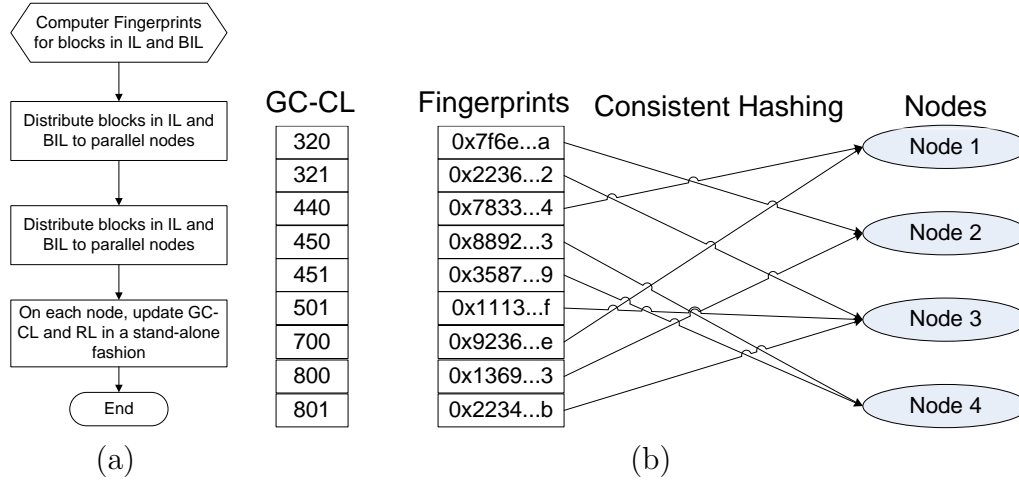 Computer Fingerprints
for blocks in IL and BIL
Distribute blocks in IL and
BIL to parallel nodes
Distribute blocks in IL and
BIL to parallel nodes
On each node, update GC-
CL and RL in a stand-alone
fashion
End
(a)
GC-CL
320
321
440
450
451
501
700
800
801
Fingerprints
0x7f6e...a
0x2236...2
0x7833...4
0x8892...3
0x3587...9
0x1113...f
0x9236...e
0x1369...3
0x2234...b
Consistent Hashing
Nodes
Node 1
Node 2
Node 3
Node 4
(b)